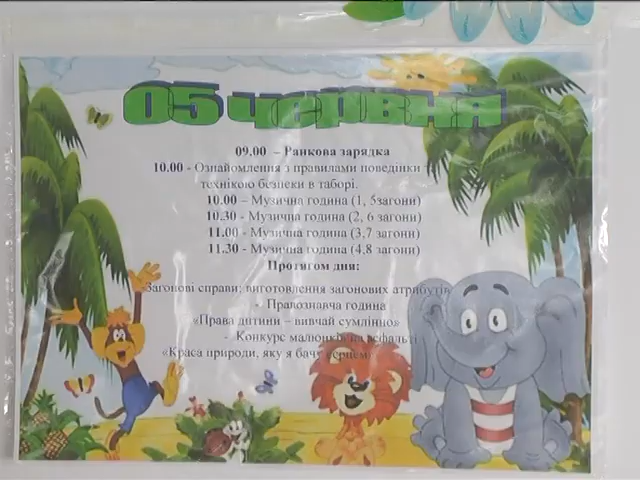 05 червня
09.00 – Ранкова зарядка
10.00 - Ознайомлення з правилами поведінки і
технікою безпеки в таборі.
10.00 – Музична година (1, 5загони)
10.30 - Музична година (2, 6 загони)
11.00 - Музична година (3,7 загони)
11.30 - Музична година (4,8 загони)
Протягом дня:
Загонові справи: виготовлення загонових атрибутів
- Правознавча година
«Права дитини – вивчай сумлінно»
- Конкурс малюнків на асфальті
«Краса природи, яку я бачу серцем»